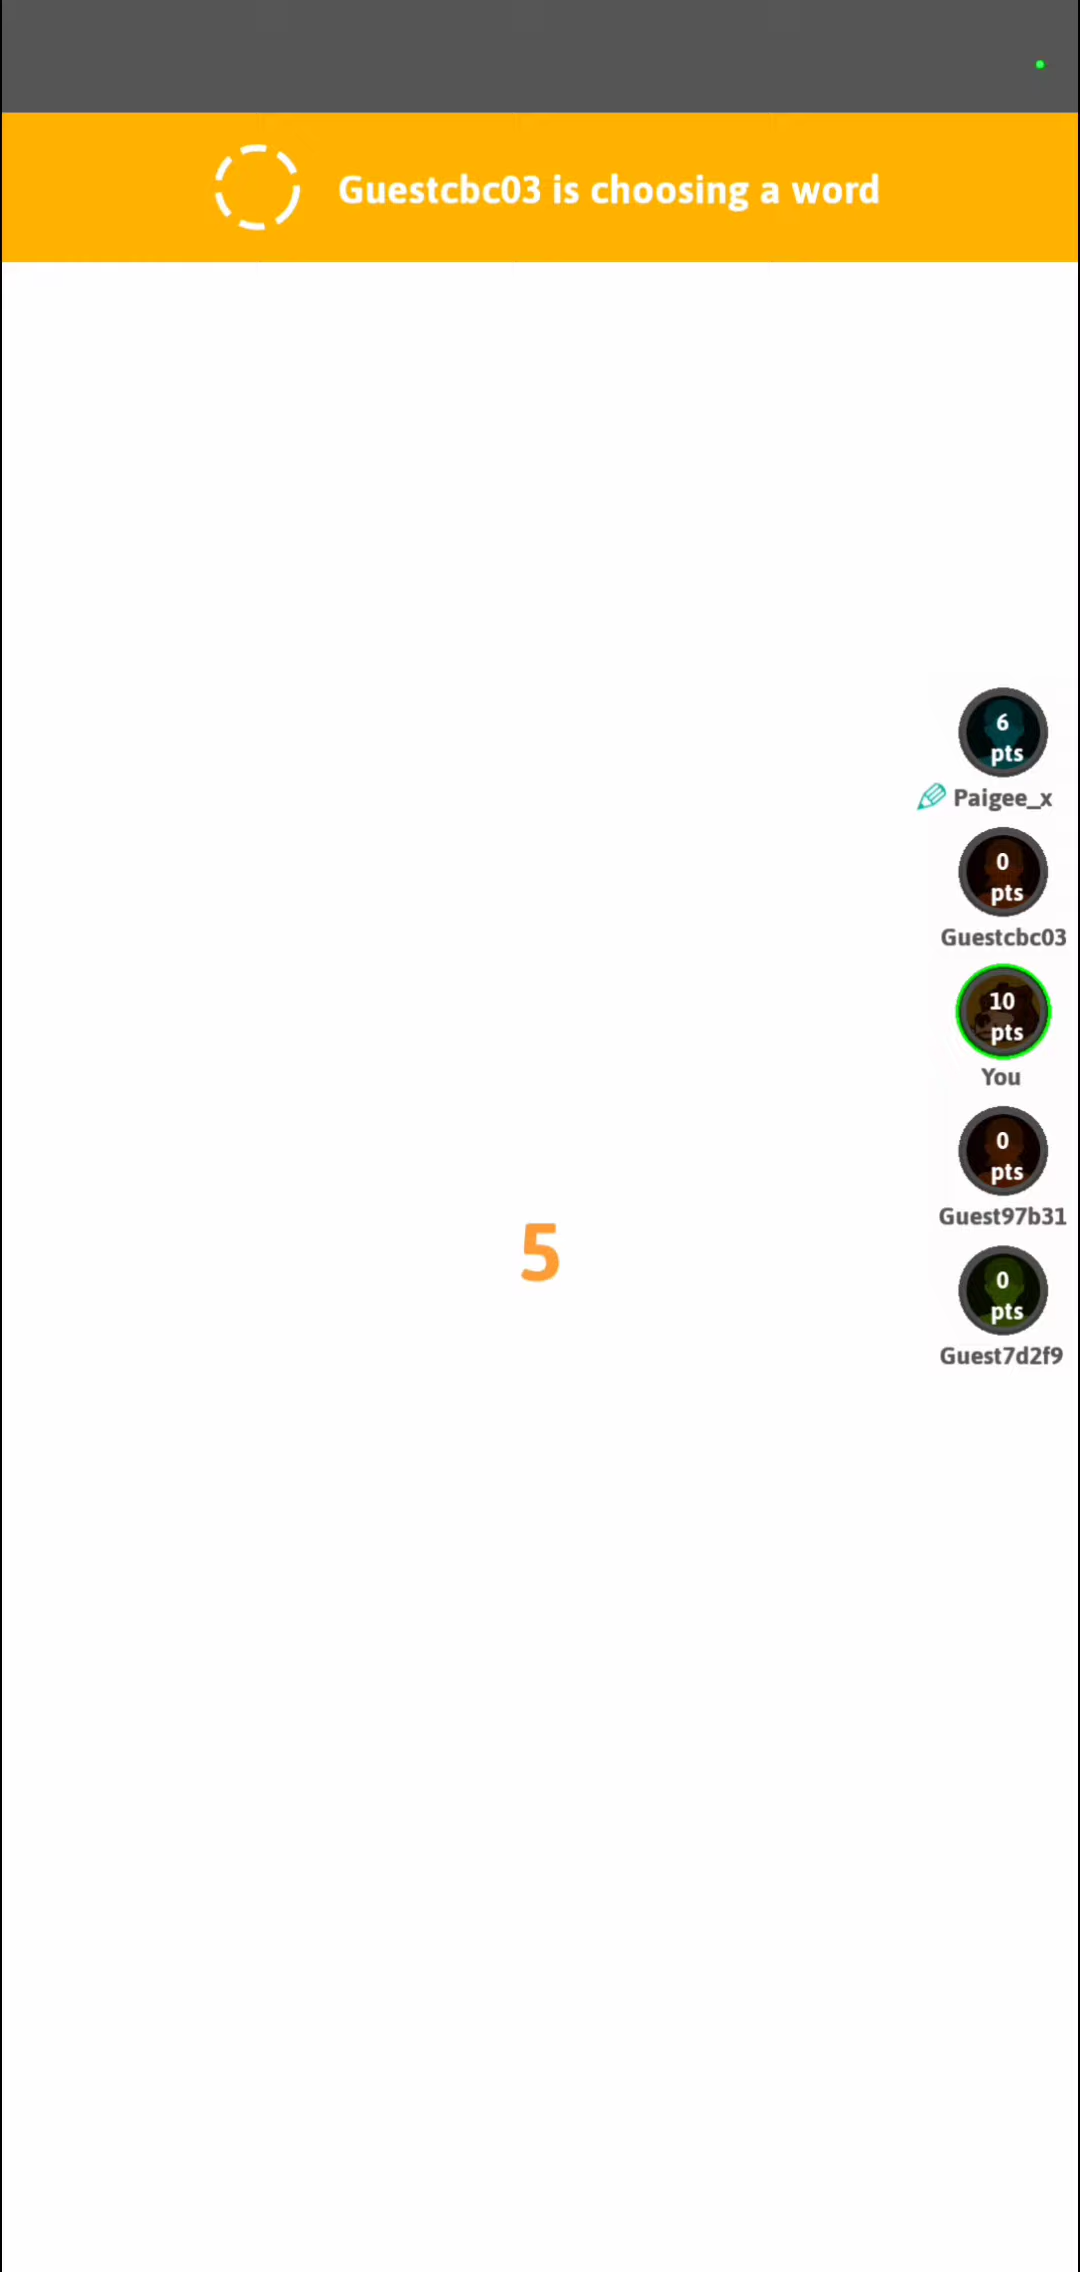 Guestcbc03 is choosing a word
6
pts
Paigee_x
0
pts
Guestcbc03
10
pts
You
0
pts
Guest97b31
5
0
pts
Guest7d2f9